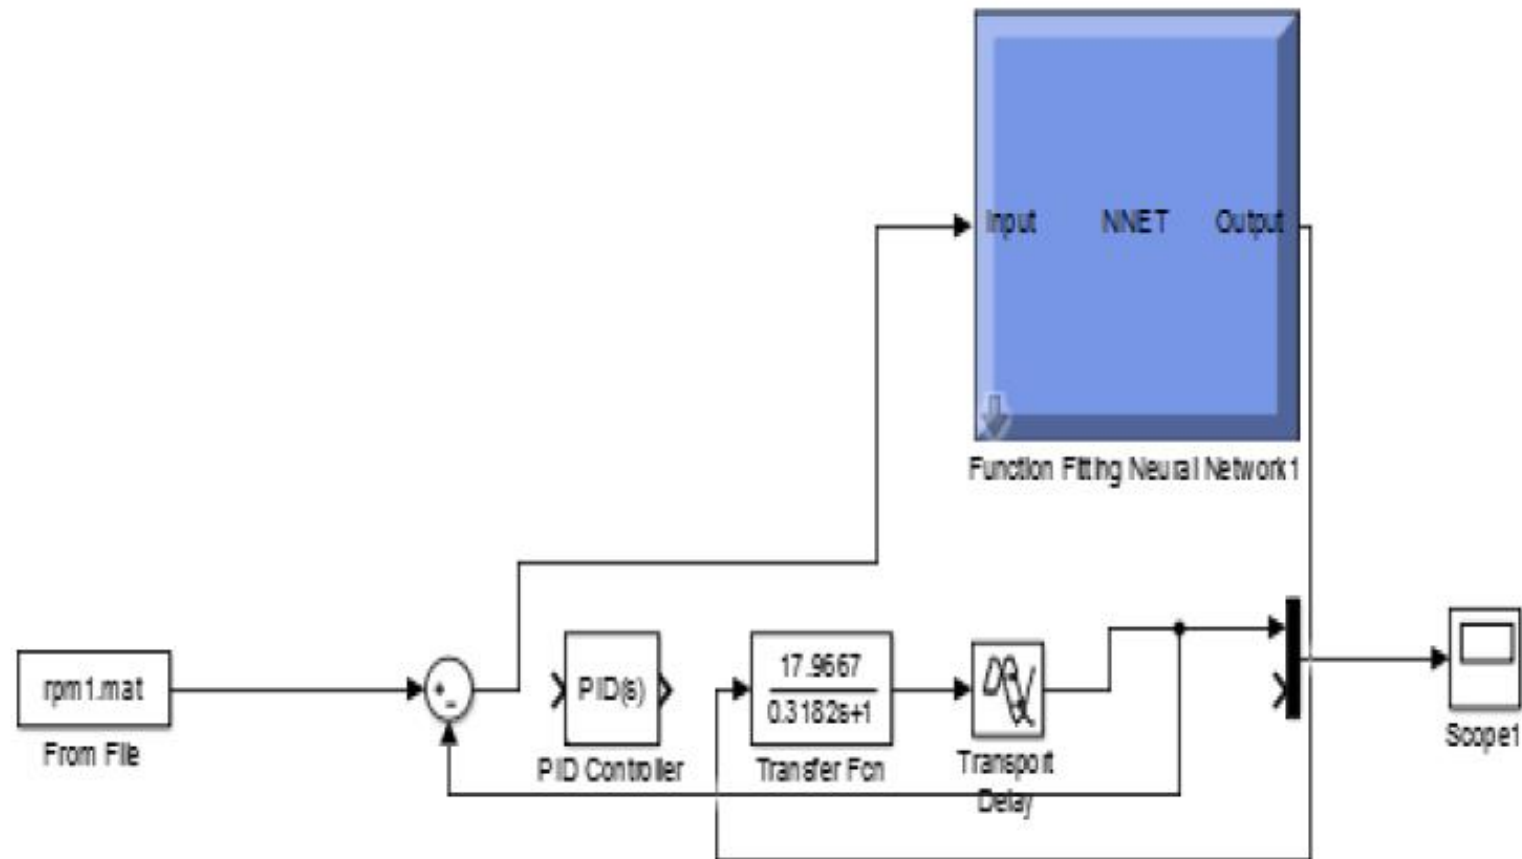 Input NNET Output
Function Fitting Neural Network1
rpm1.mat
From File
+
-
PID(s)
PID Controller
17.9667
0.3182s+1
Transfer Fcn
Transport
Delay
Scope1